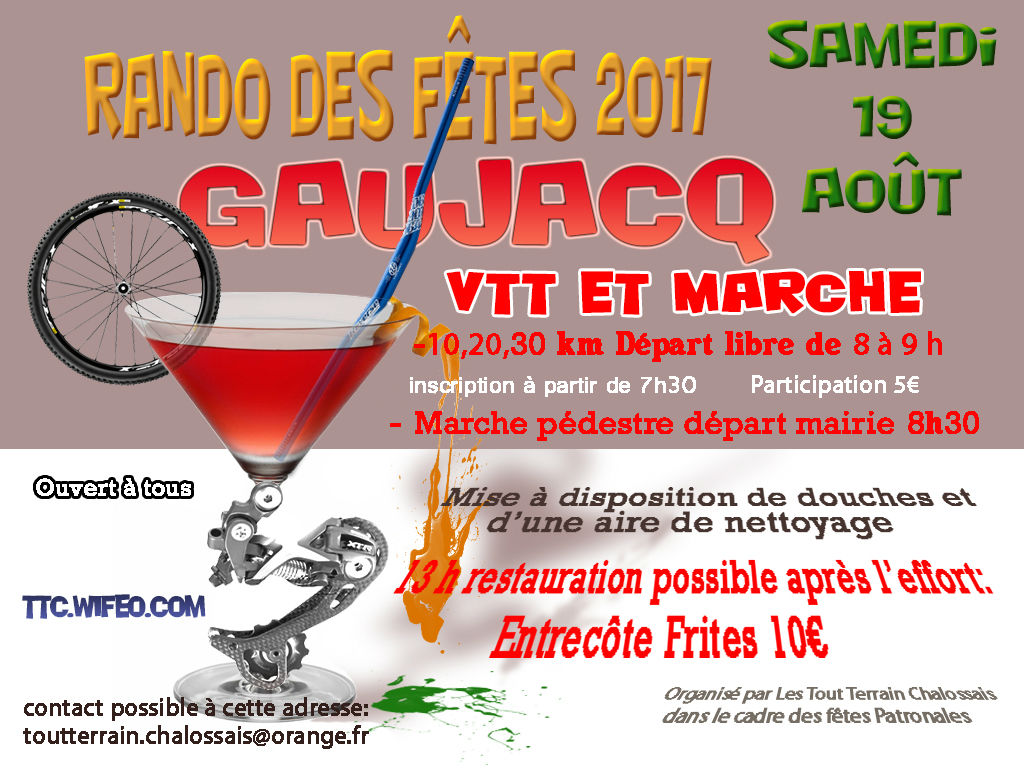 RANDO DES FÊTES 2017
SAMEDi
19
AOÛT
GAUJACQ
VTT ET MARCHE
-10,20,30 km Départ libre de 8 à 9 h
inscription à partir de 7h30 Participation 5€
- Marche pédestre départ mairie 8h30
Ouvert à tous
Mise à disposition de douches et
d'une aire de nettoyage
XTR
13 h restauration possible après l'effort:
TTC.WIFEO.COM
Entrecôte Frites 10€
Organisé par Les Tout Terrain Chalossais
dans le cadre des fêtes Patronales
contact possible à cette adresse:
toutterrain.chalossais@orange.fr